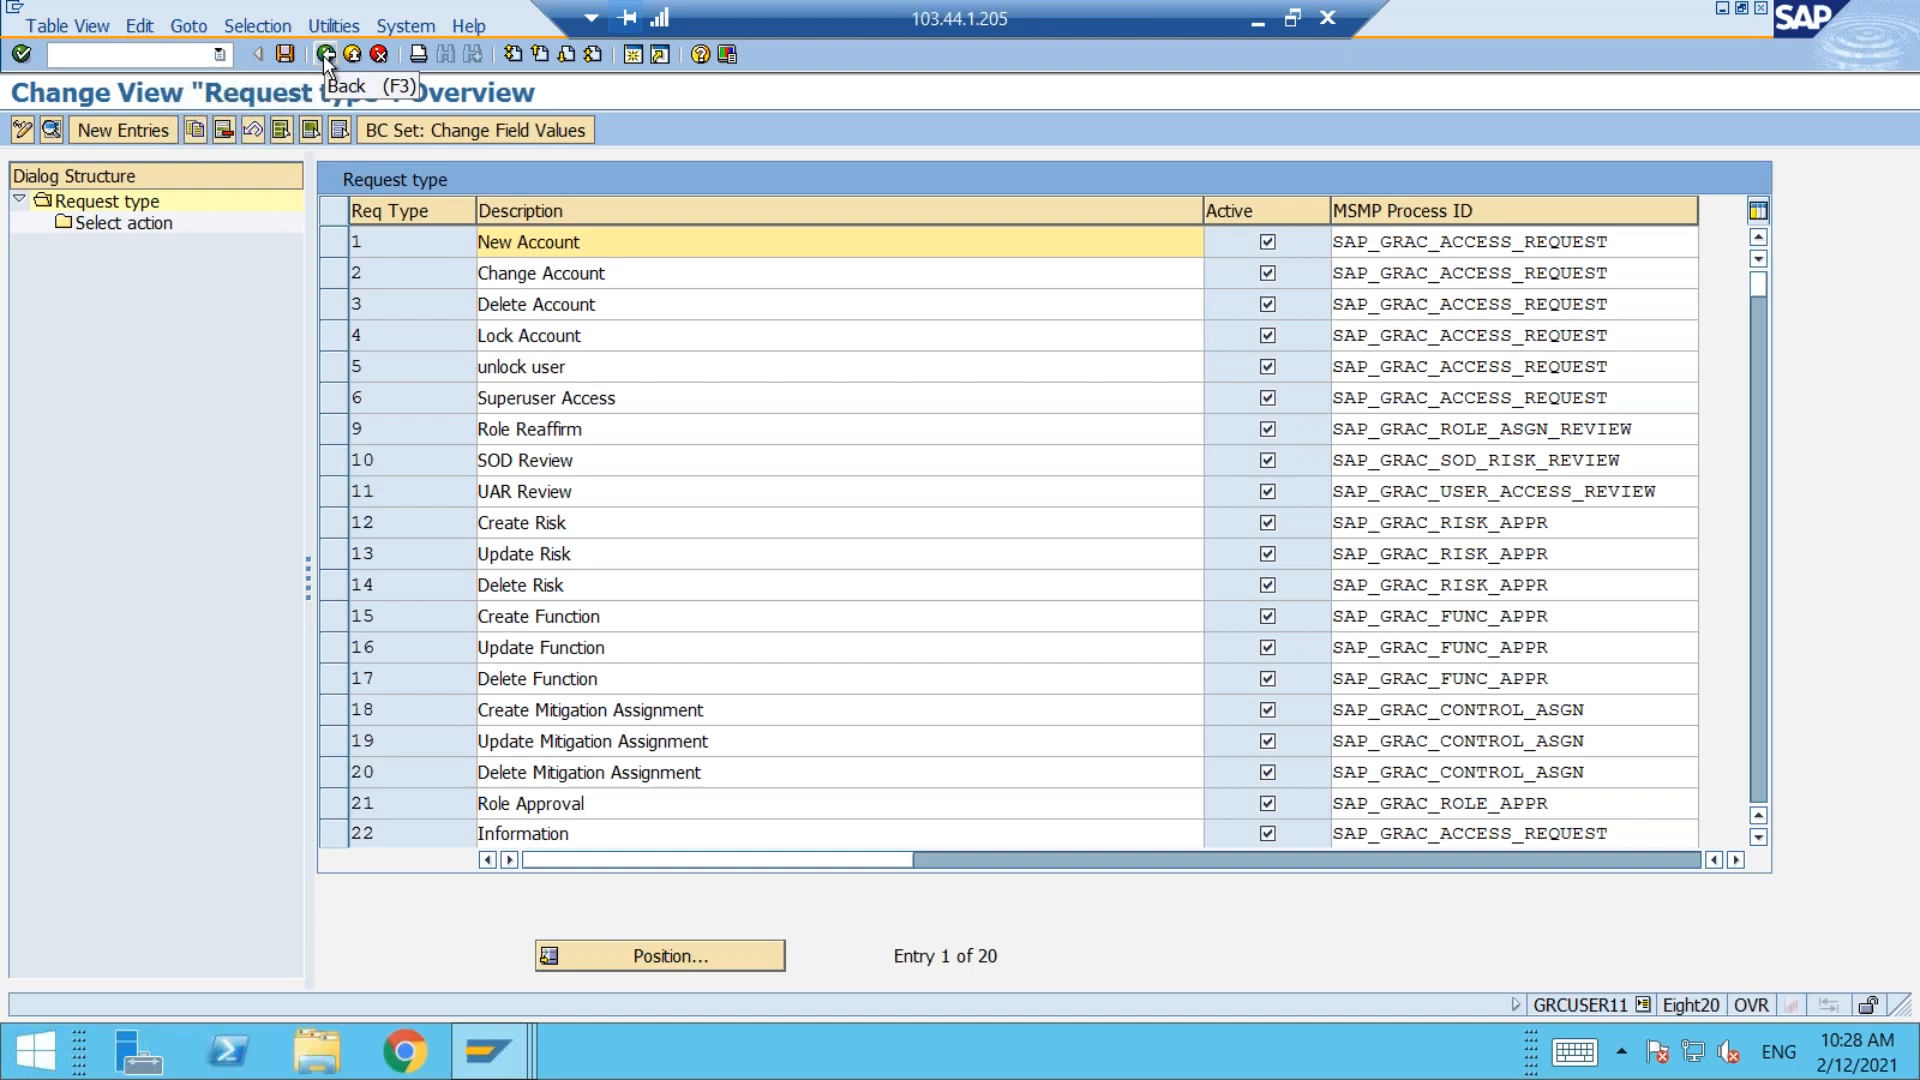 103.44.1.205
Table View Edit Goto Selection Utilities System Help
SAP
Back (F3)
Change View "Request type": Overview
New Entries BC Set: Change Field Values
Dialog Structure
Request type
Select action
Request type
Req Type Description Active MSMP Process ID
1 New Account SAP_GRAC_ACCESS_REQUEST
2 Change Account SAP_GRAC_ACCESS_REQUEST
3 Delete Account SAP_GRAC_ACCESS_REQUEST
4 Lock Account SAP_GRAC_ACCESS_REQUEST
5 unlock user SAP_GRAC_ACCESS_REQUEST
6 Superuser Access SAP_GRAC_ACCESS_REQUEST
9 Role Reaffirm SAP_GRAC_ROLE_ASGN_REVIEW
10 SOD Review SAP_GRAC_SOD_RISK_REVIEW
11 UAR Review SAP_GRAC_USER_ACCESS_REVIEW
12 Create Risk SAP_GRAC_RISK_APPR
13 Update Risk SAP_GRAC_RISK_APPR
14 Delete Risk SAP_GRAC_RISK_APPR
15 Create Function SAP_GRAC_FUNC_APPR
16 Update Function SAP_GRAC_FUNC_APPR
17 Delete Function SAP_GRAC_FUNC_APPR
18 Create Mitigation Assignment SAP_GRAC_CONTROL_ASGN
19 Update Mitigation Assignment SAP_GRAC_CONTROL_ASGN
20 Delete Mitigation Assignment SAP_GRAC_CONTROL_ASGN
21 Role Approval SAP_GRAC_ROLE_APPR
22 Information SAP_GRAC_ACCESS_REQUEST
Position... Entry 1 of 20
GRCUSER11 Eight20 OVR
ENG 10:28 AM
2/12/2021